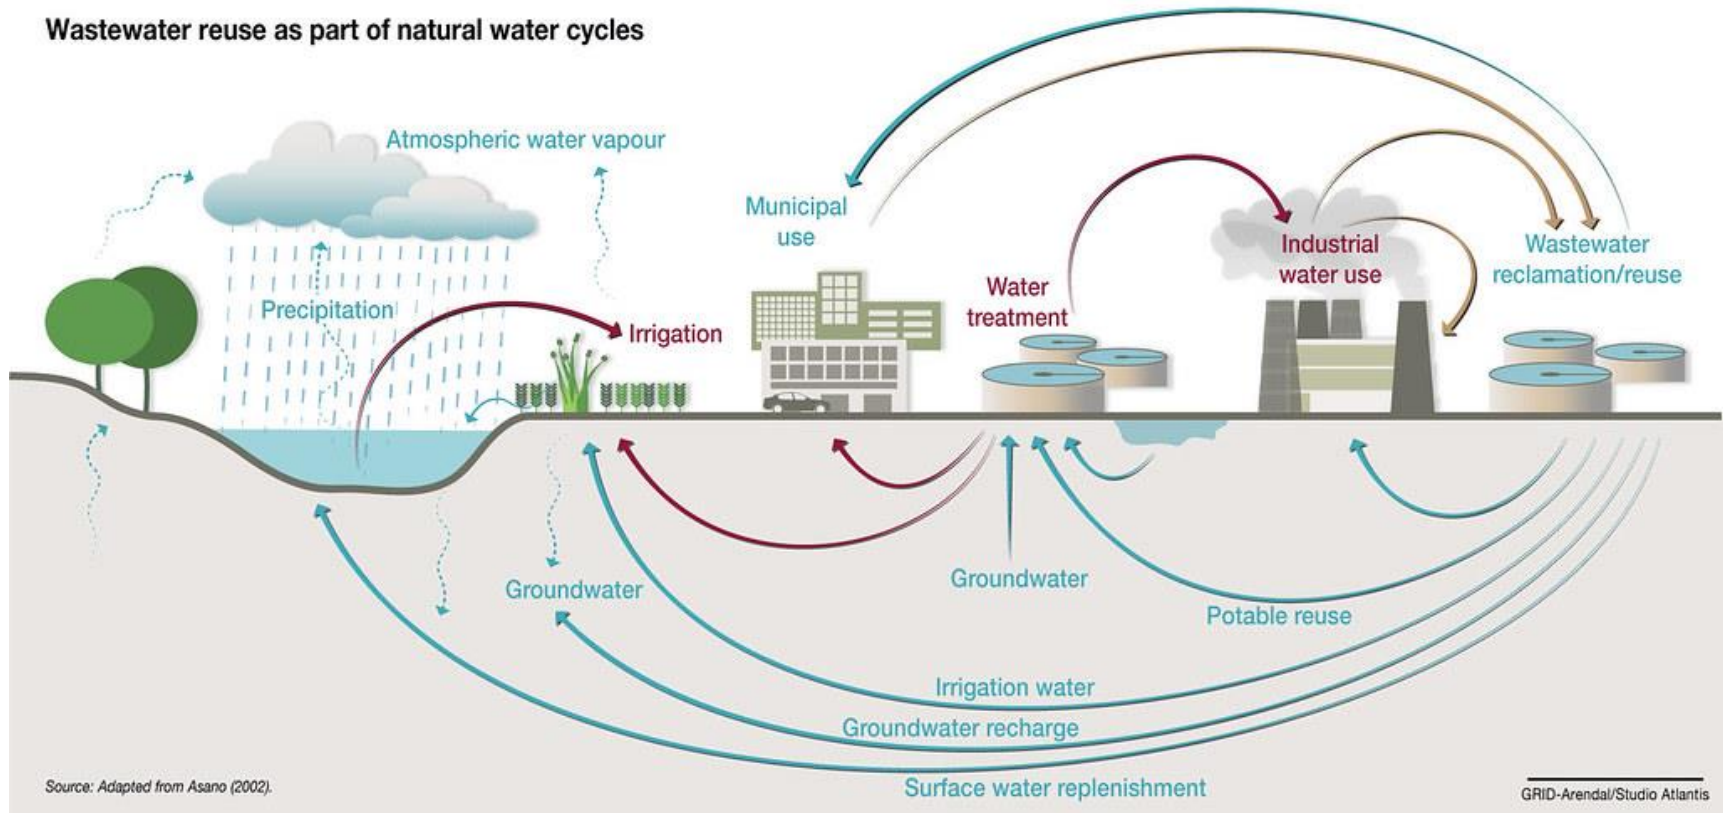 Wastewater reuse as part of natural water cycles
Atmospheric water vapour
Municipal
use
Wastewater
reclamation/reuse
Industrial
water use
Water
treatment
Precipitation
Irrigation
Groundwater
Groundwater
Potable reuse
Irrigation water
Groundwater recharge
Surface water replenishment
Source: Adapted from Asano (2002).
GRID-Arendal/Studio Atlantis